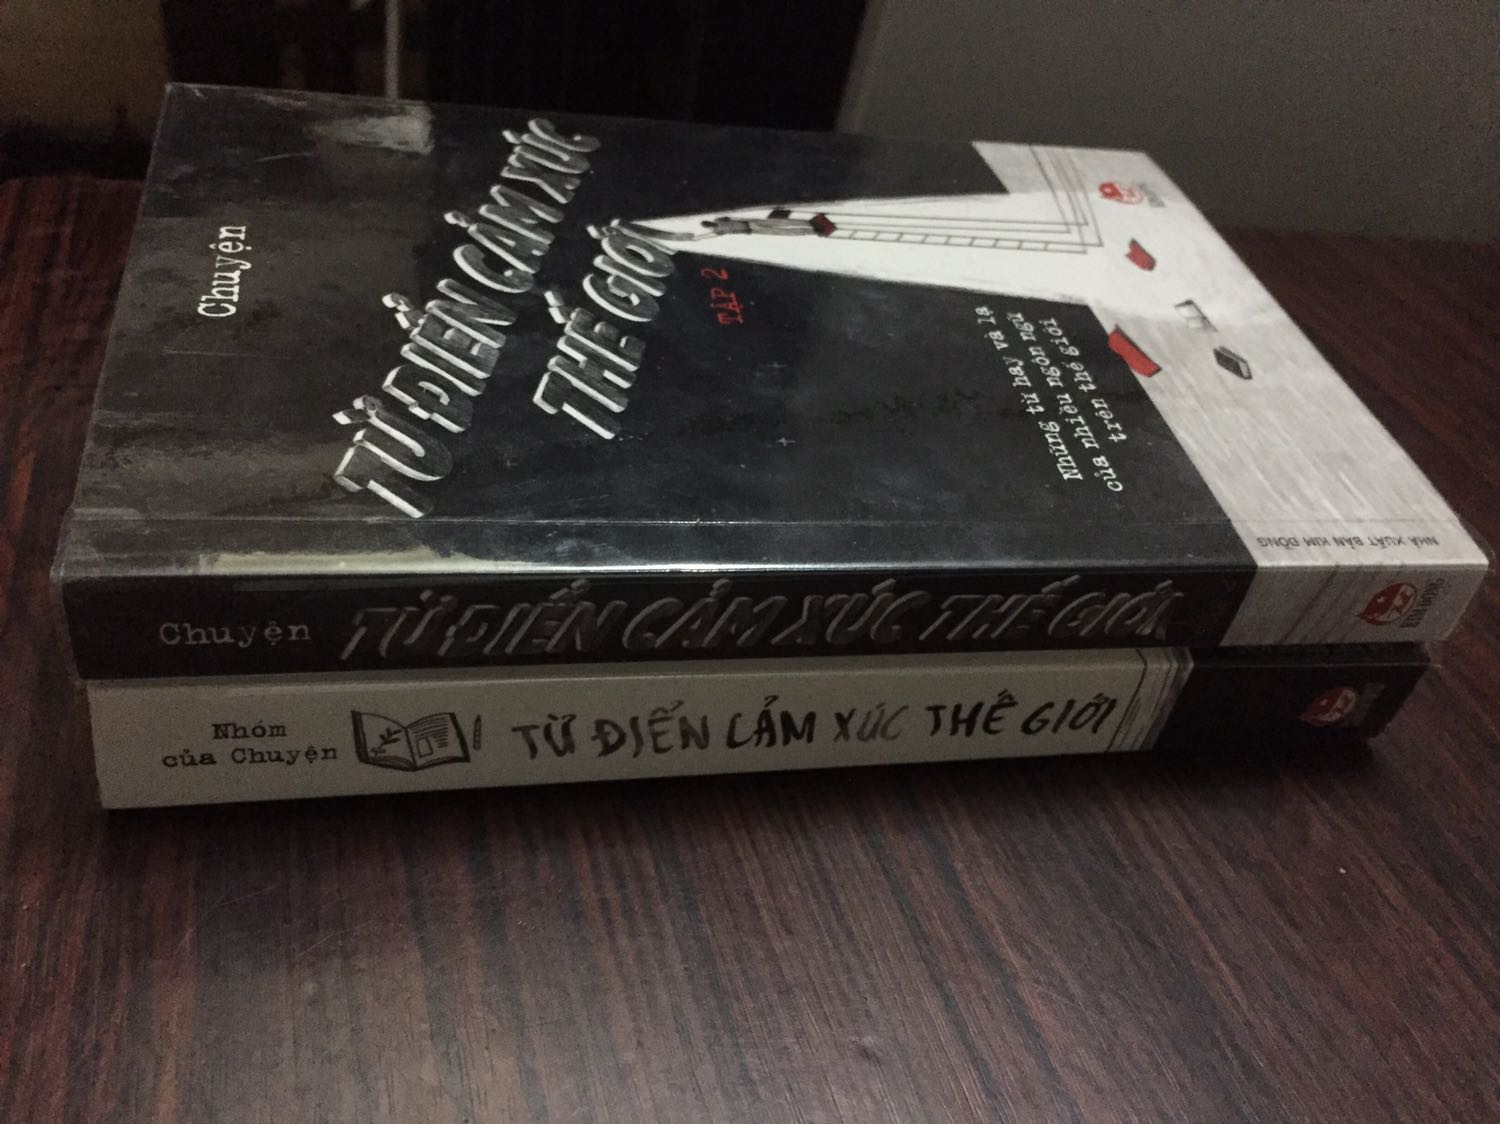 Chuyện
TỪ ĐIỂN CẢM XÚC
THẾ GIỚI
TẬP 2
Những từ hay và lạ
của nhiều ngôn ngữ
trên thế giới
NHÀ XUẤT BẢN KIM ĐỒNG
Chuyện TỪ ĐIỂN CẢM XÚC THẾ GIỚI
Nhóm
của Chuyện
TỪ ĐIỂN CẢM XÚC THẾ GIỚI